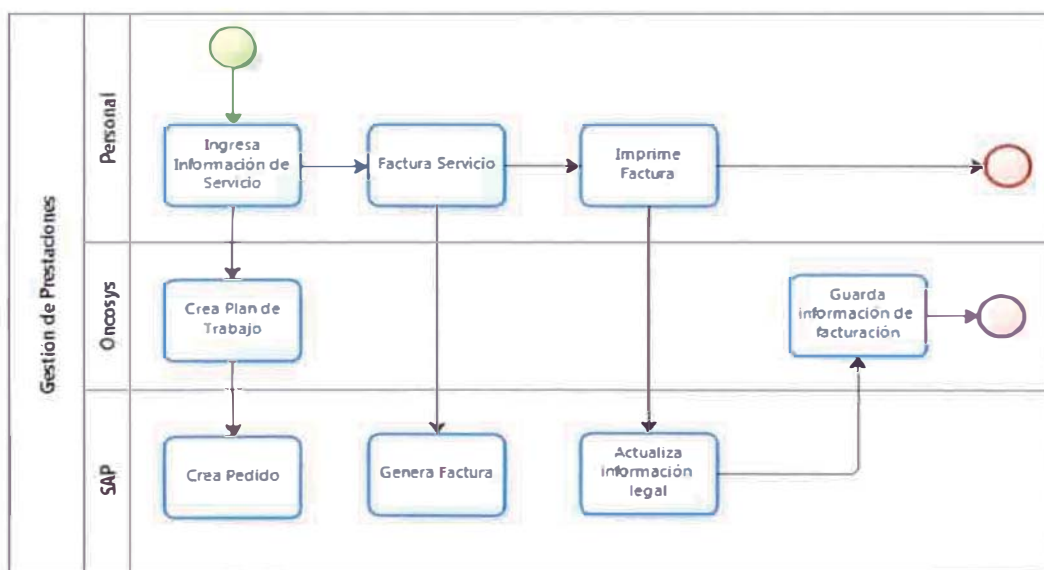 Gestión de Prestaciones
Personal
Ingresa
Información de
Servicio
Factura Servicio
Imprime
Factura
Oncosys
Crea Plan de
Trabajo
Guarda
información de
facturación
SAP
Crea Pedido
Genera Factura
Actualiza
información
legal